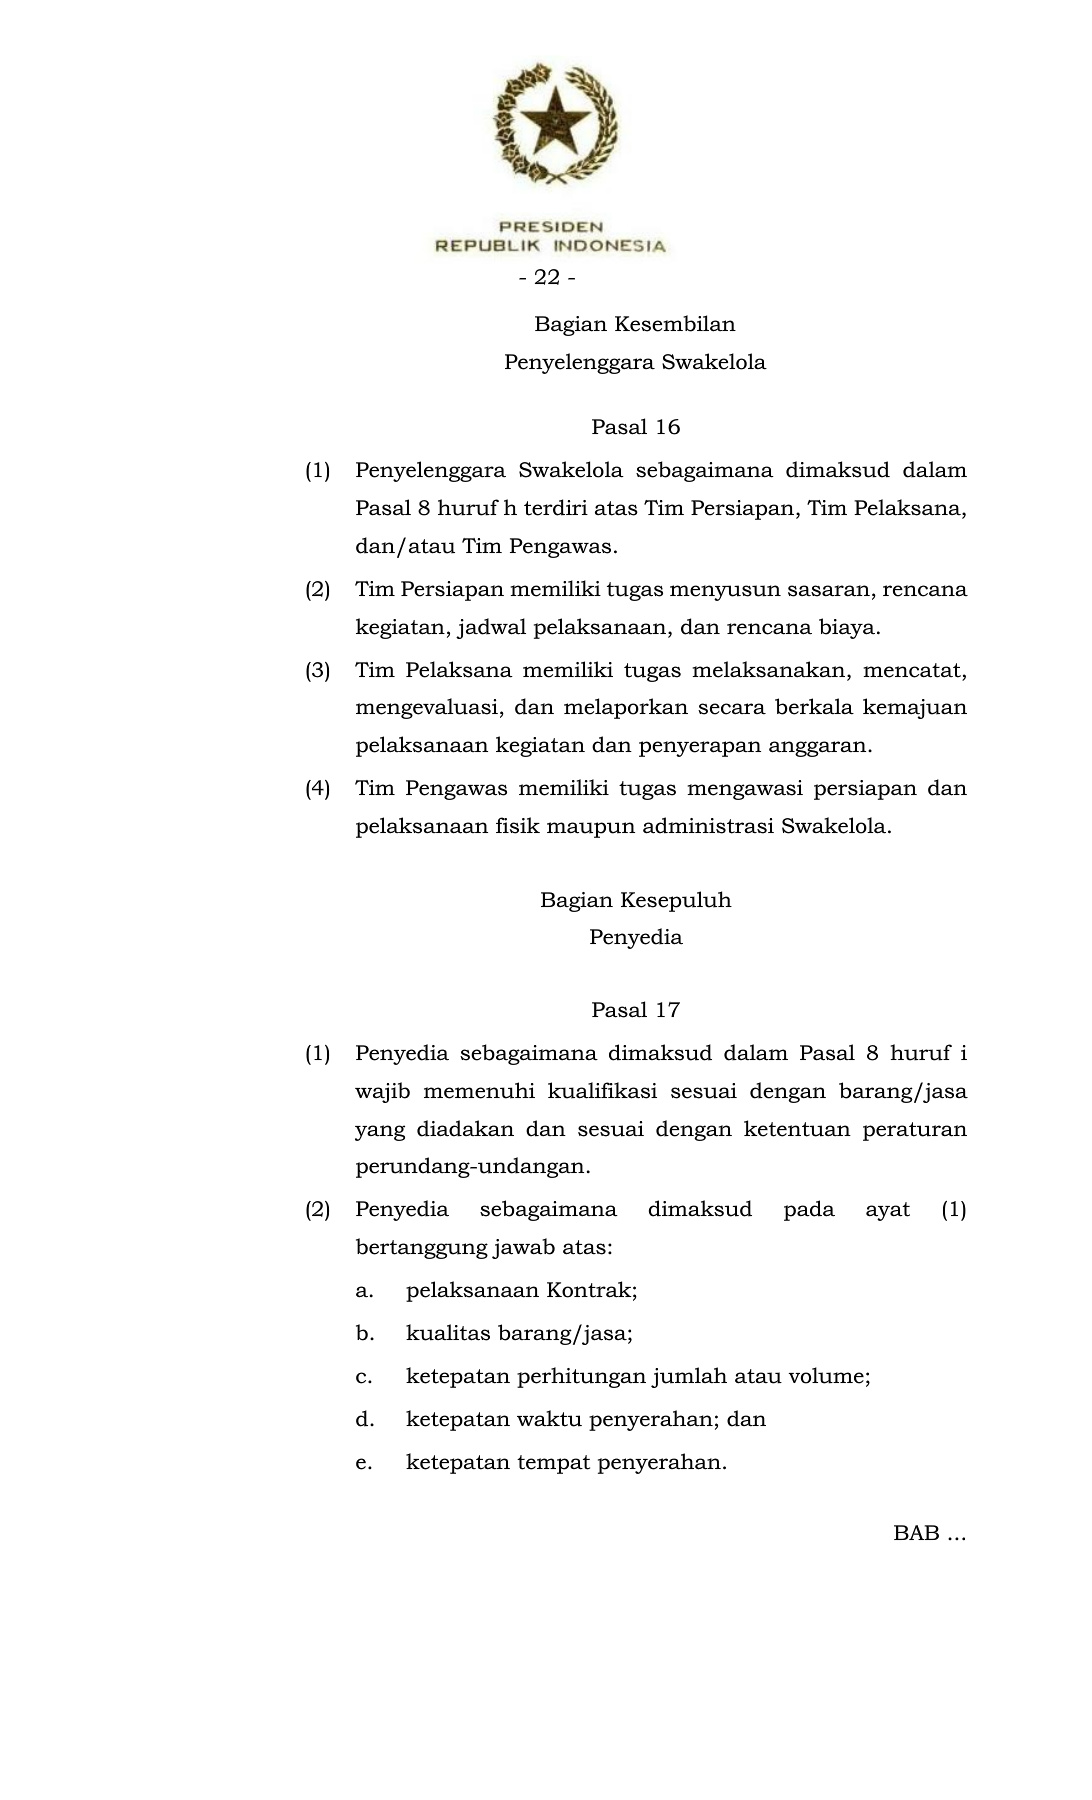 PRESIDEN
REPUBLIK INDONESIA
- 22 -
Bagian Kesembilan
Penyelenggara Swakelola
Pasal 16
(1) Penyelenggara Swakelola sebagaimana dimaksud dalam
Pasal 8 huruf h terdiri atas Tim Persiapan, Tim Pelaksana,
dan/atau Tim Pengawas.
(2) Tim Persiapan memiliki tugas menyusun sasaran, rencana
kegiatan, jadwal pelaksanaan, dan rencana biaya.
(3) Tim Pelaksana memiliki tugas melaksanakan, mencatat,
mengevaluasi, dan melaporkan secara berkala kemajuan
pelaksanaan kegiatan dan penyerapan anggaran.
(4) Tim Pengawas memiliki tugas mengawasi persiapan dan
pelaksanaan fisik maupun administrasi Swakelola.
Bagian Kesepuluh
Penyedia
Pasal 17
(1) Penyedia sebagaimana dimaksud dalam Pasal 8 huruf i
wajib memenuhi kualifikasi sesuai dengan barang/jasa
yang diadakan dan sesuai dengan ketentuan peraturan
perundang-undangan.
(2) Penyedia sebagaimana dimaksud pada ayat (1)
bertanggung jawab atas:
a. pelaksanaan Kontrak;
b. kualitas barang/jasa;
c. ketepatan perhitungan jumlah atau volume;
d. ketepatan waktu penyerahan; dan
e. ketepatan tempat penyerahan.
BAB ...